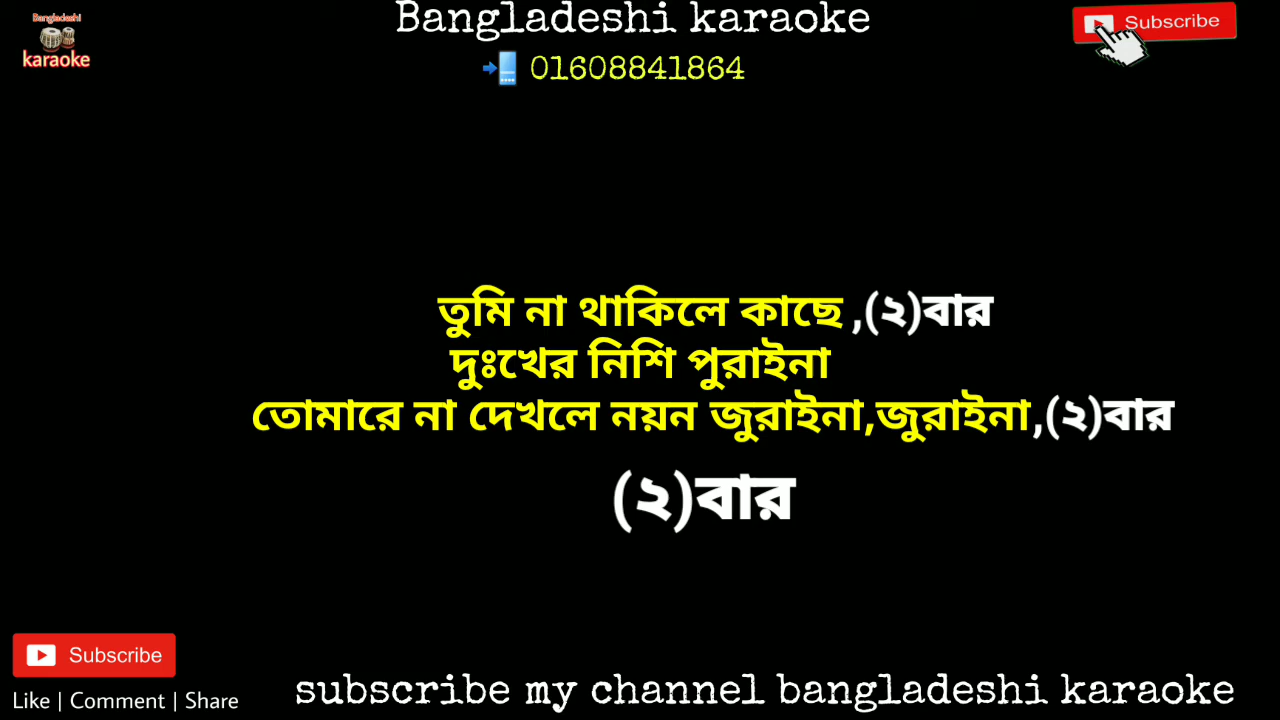 Bangladeshi karaoke
Bangladeshi
karaoke
Subscribe
01608841864
তুমি না থাকিলে কাছে ,(২)বার
দুঃখের নিশি পুরাইনা
তোমারে না দেখলে নয়ন জুরাইনা,জুরাইনা,(২)বার
(২)বার
Subscribe
Like | Comment | Share
subscribe my channel bangladeshi karaoke